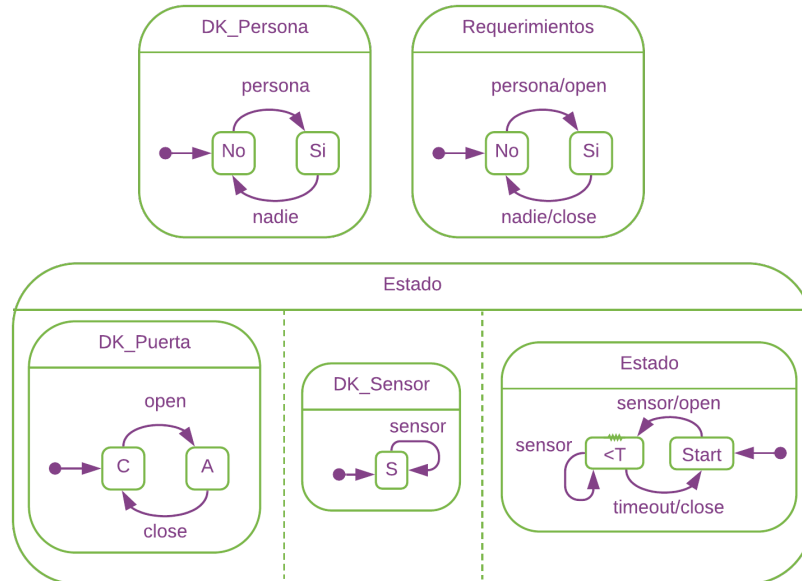 DK_Persona
persona
No
Si
nadie
Requerimientos
persona/open
No
Si
nadie/close
Estado
DK_Puerta
open
C
A
close
DK_Sensor
sensor
S
Estado
sensor/open
sensor
<T
Start
timeout/close